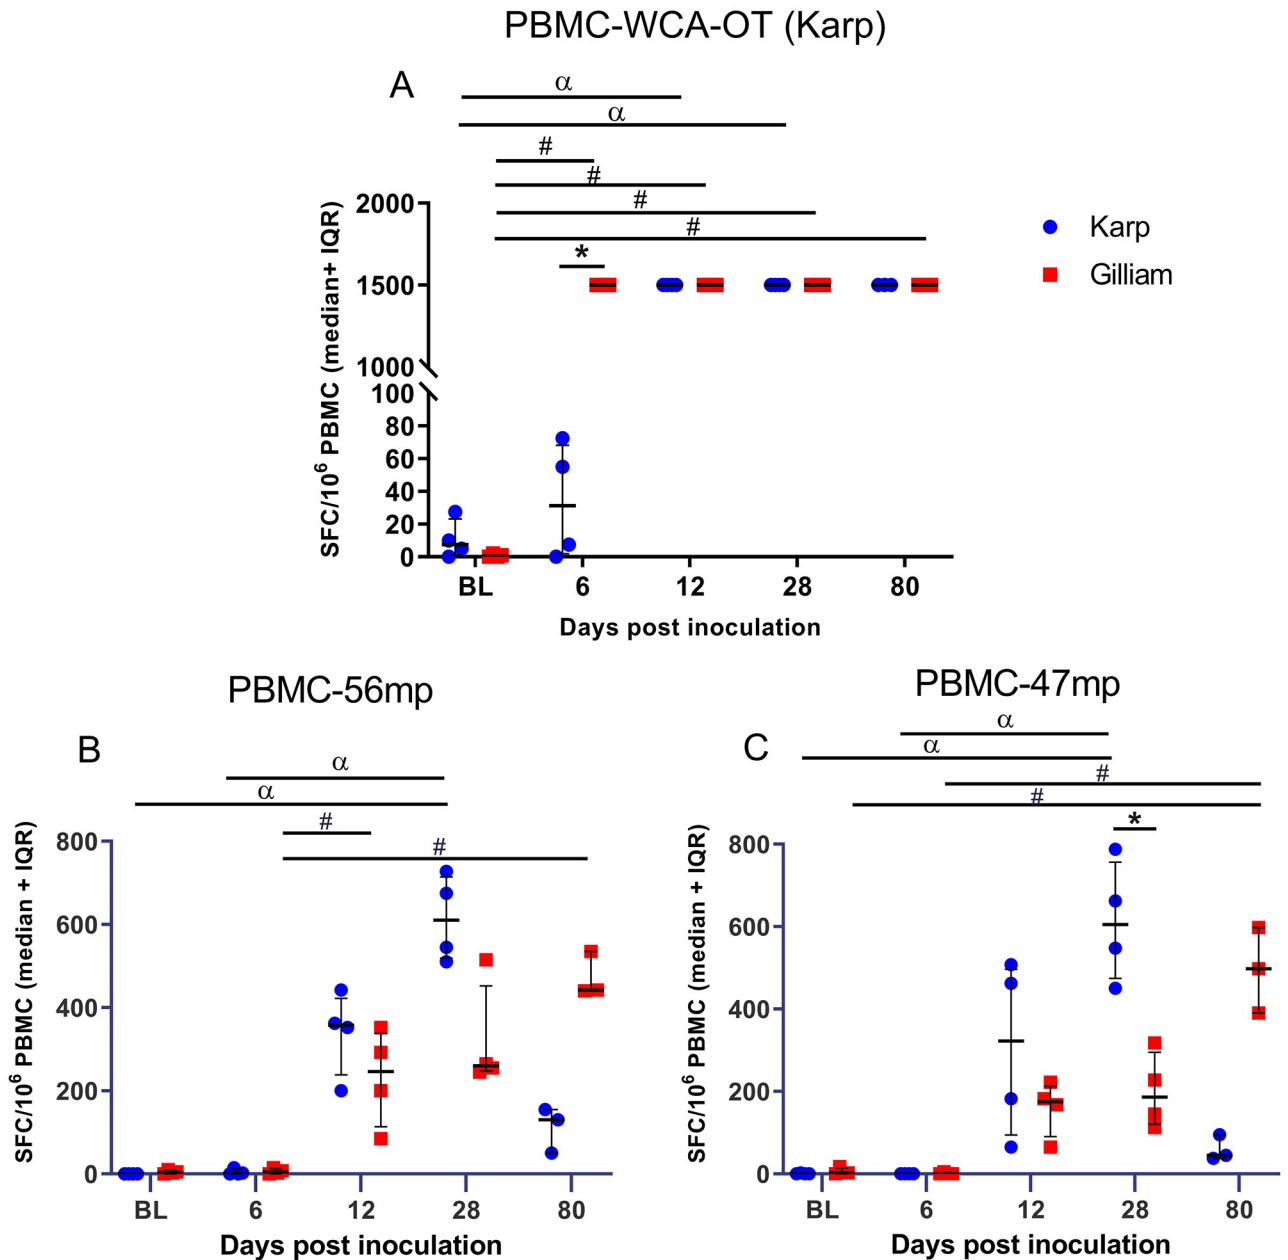 PBMC-WCA-OT (Karp)
A
α
α
#
#
#
#
*
SFC/10⁶ PBMC (median+ IQR)
2000
1500
1000
100
80
60
40
20
0
BL 6 12 28 80
Days post inoculation
Karp
Gilliam
PBMC-56mp
B
α
α
#
#
SFC/10⁶ PBMC (median + IQR)
800
600
400
200
0
BL 6 12 28 80
Days post inoculation
PBMC-47mp
C
α
α
#
#
*
SFC/10⁶ PBMC (median + IQR)
800
600
400
200
0
BL 6 12 28 80
Days post inoculation